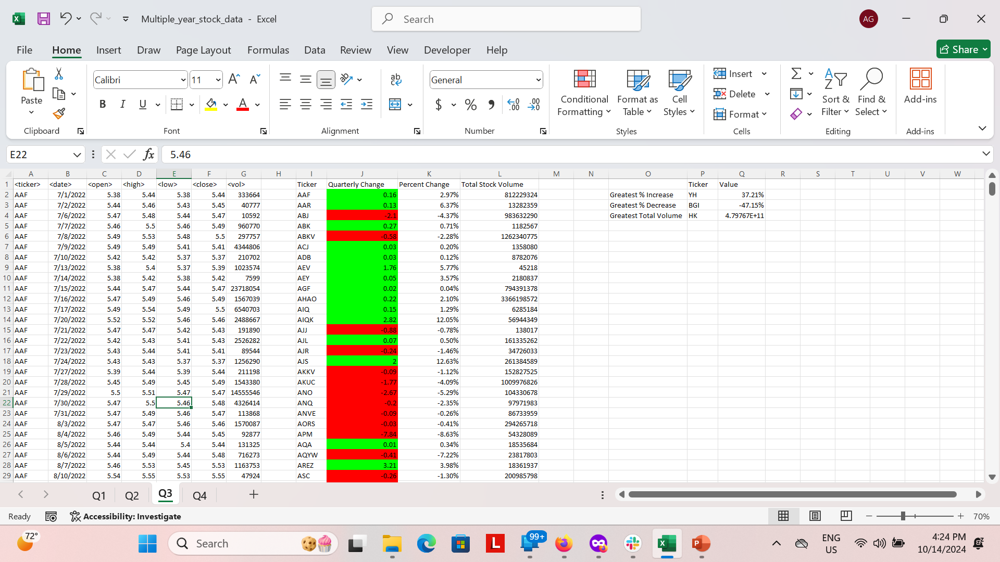 Multiple_year_stock_data - Excel
Search
AG
File Home Insert Draw Page Layout Formulas Data Review View Developer Help
Share
Paste
Calibri 11
General
Conditional Formatting
Format as Table
Cell Styles
Insert
Delete
Format
Sort & Filter
Find & Select
Add-ins
Clipboard Font Alignment Number Styles Cells Editing Add-ins
E22 fx 5.46
A B C D E F G H I J K L M N O P Q R S T U V W
1 <ticker> <date> <open> <high> <low> <close> <vol> Ticker Quarterly Change Percent Change Total Stock Volume Ticker Value
2 AAF 7/1/2022 5.38 5.44 5.38 5.44 333664 AAF 0.16 2.97% 812229324 Greatest % Increase YH 37.21%
3 AAF 7/2/2022 5.44 5.46 5.43 5.45 40777 AAR 0.13 6.37% 13282359 Greatest % Decrease BGI -47.15%
4 AAF 7/6/2022 5.47 5.48 5.44 5.47 10592 ABJ -2.1 -4.37% 983632290 Greatest Total Volume HK 4.79767E+11
5 AAF 7/7/2022 5.46 5.5 5.46 5.49 960770 ABK 0.27 0.71% 1182567
6 AAF 7/8/2022 5.49 5.53 5.48 5.5 297757 ABKV -0.58 -2.28% 1262340775
7 AAF 7/9/2022 5.49 5.49 5.41 5.41 4344806 ACJ 0.03 0.20% 1358080
8 AAF 7/10/2022 5.42 5.42 5.37 5.37 210702 ADB 0.03 0.12% 8782076
9 AAF 7/13/2022 5.38 5.4 5.37 5.39 1023574 AEV 1.76 5.77% 45218
10 AAF 7/14/2022 5.38 5.42 5.38 5.42 7599 AEY 0.05 3.57% 2180837
11 AAF 7/15/2022 5.44 5.47 5.44 5.47 23718054 AGF 0.02 0.04% 794391378
12 AAF 7/16/2022 5.47 5.49 5.46 5.49 1567039 AHAO 0.22 2.10% 3366198572
13 AAF 7/17/2022 5.49 5.54 5.49 5.5 6540703 AIQ 0.15 1.29% 6285184
14 AAF 7/20/2022 5.52 5.52 5.46 5.46 2488667 AIQK 2.82 12.05% 56944349
15 AAF 7/21/2022 5.47 5.47 5.42 5.43 191890 AJJ -0.88 -0.78% 138017
16 AAF 7/22/2022 5.42 5.43 5.41 5.43 2526282 AJL 0.07 0.50% 161335262
17 AAF 7/23/2022 5.43 5.44 5.41 5.41 89544 AJR -0.24 -1.46% 34726033
18 AAF 7/24/2022 5.43 5.43 5.37 5.37 1256290 AJS 2 12.63% 261384589
19 AAF 7/27/2022 5.39 5.44 5.39 5.44 211198 AKKV -0.09 -1.12% 152827525
20 AAF 7/28/2022 5.45 5.49 5.45 5.49 1543380 AKUC -1.77 -4.09% 1009976826
21 AAF 7/29/2022 5.5 5.51 5.47 5.47 14555546 ANO -2.67 -5.29% 104330678
22 AAF 7/30/2022 5.47 5.5 5.46 5.48 4326414 ANQ -0.2 -2.35% 97971983
23 AAF 7/31/2022 5.47 5.49 5.46 5.47 113868 ANVE -0.09 -0.26% 86733959
24 AAF 8/3/2022 5.47 5.47 5.46 5.46 1570087 AORS -0.03 -0.41% 294265718
25 AAF 8/4/2022 5.46 5.49 5.44 5.45 92877 APM -7.84 -8.63% 54328089
26 AAF 8/5/2022 5.44 5.44 5.4 5.44 131325 AQA 0.01 0.34% 18535684
27 AAF 8/6/2022 5.44 5.49 5.44 5.48 716273 AQYW -0.41 -7.22% 23817803
28 AAF 8/7/2022 5.46 5.53 5.45 5.53 1163753 AREZ 3.21 3.98% 18361937
29 AAF 8/10/2022 5.54 5.55 5.53 5.55 47924 ASC -0.26 -1.30% 200985798
Q1 Q2 Q3 Q4
Ready Accessibility: Investigate 70%
72° Search 99+ ENG US 4:24 PM 10/14/2024